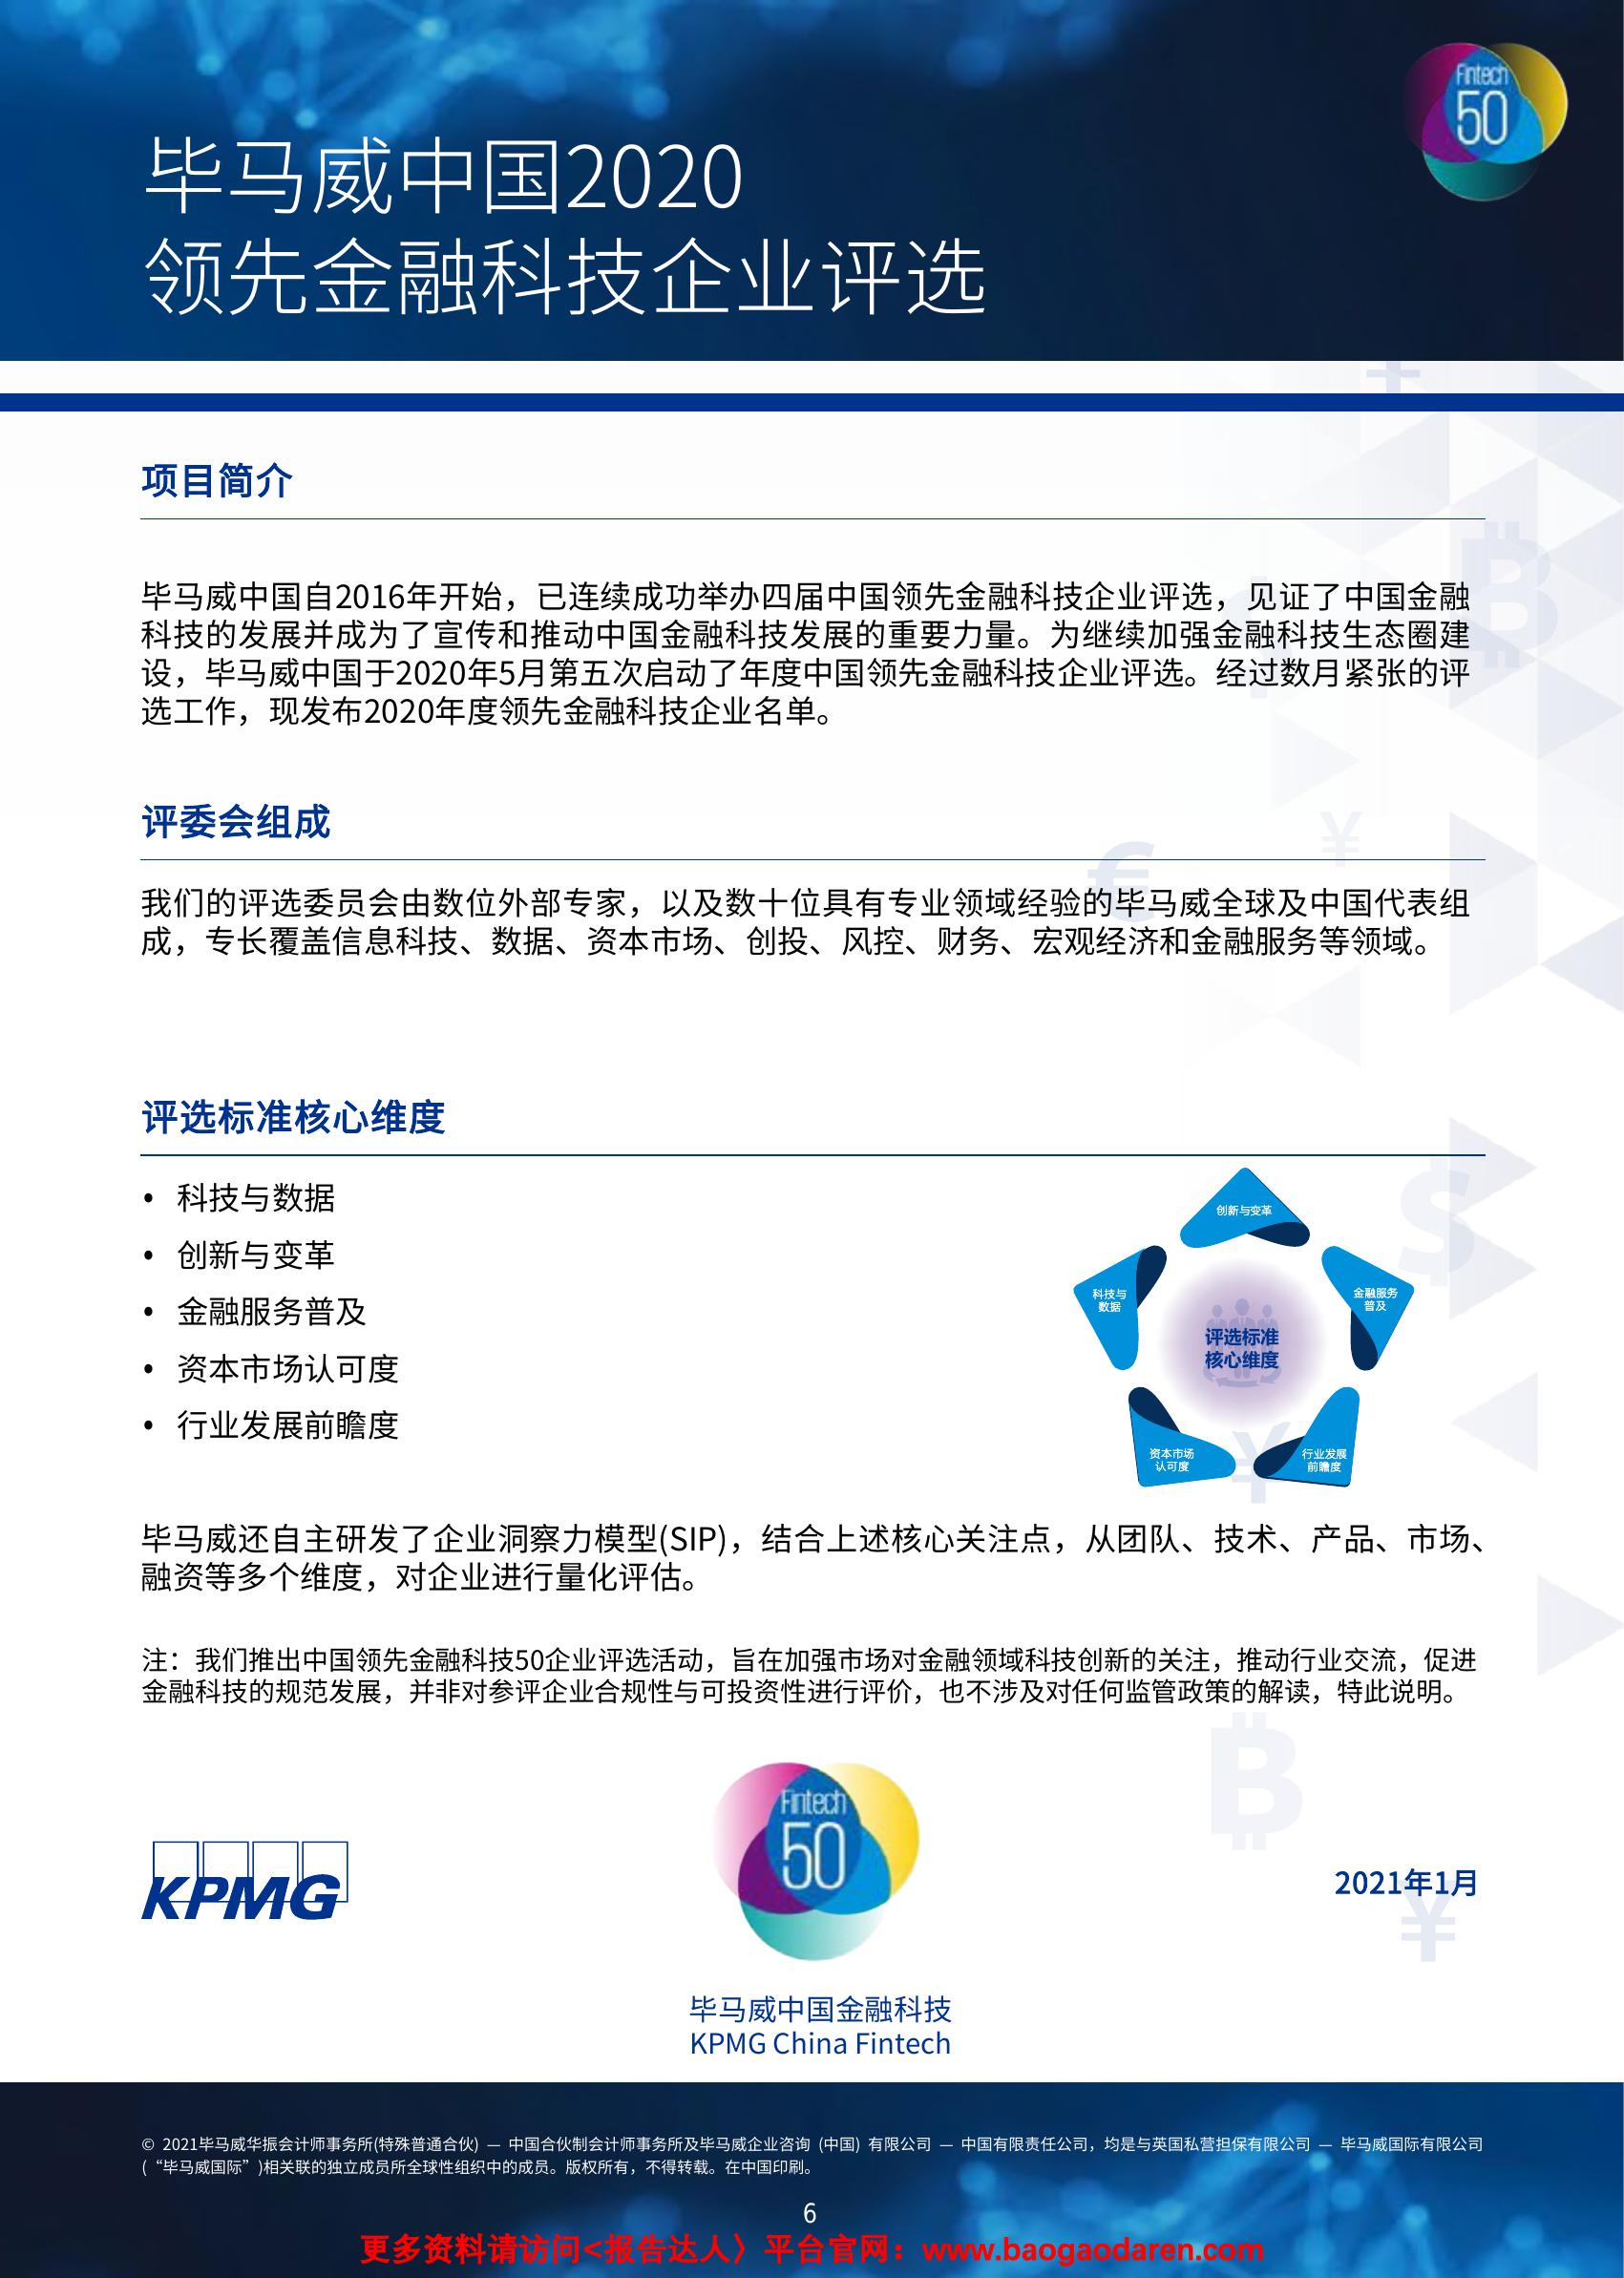 Fintech
50
毕马威中国2020
领先金融科技企业评选
项目简介
毕马威中国自2016年开始，已连续成功举办四届中国领先金融科技企业评选，见证了中国金融
科技的发展并成为了宣传和推动中国金融科技发展的重要力量。为继续加强金融科技生态圈建
设，毕马威中国于2020年5月第五次启动了年度中国领先金融科技企业评选。经过数月紧张的评
选工作，现发布2020年度领先金融科技企业名单。
评委会组成
我们的评选委员会由数位外部专家，以及数十位具有专业领域经验的毕马威全球及中国代表组
成，专长覆盖信息科技、数据、资本市场、创投、风控、财务、宏观经济和金融服务等领域。
评选标准核心维度
• 科技与数据
• 创新与变革
• 金融服务普及
• 资本市场认可度
• 行业发展前瞻度
创新与变革
科技与
数据
金融服务
普及
评选标准
核心维度
资本市场
认可度
行业发展
前瞻度
毕马威还自主研发了企业洞察力模型(SIP)，结合上述核心关注点，从团队、技术、产品、市场、
融资等多个维度，对企业进行量化评估。
注：我们推出中国领先金融科技50企业评选活动，旨在加强市场对金融领域科技创新的关注，推动行业交流，促进
金融科技的规范发展，并非对参评企业合规性与可投资性进行评价，也不涉及对任何监管政策的解读，特此说明。
KPMG
Fintech
50
2021年1月
毕马威中国金融科技
KPMG China Fintech
© 2021毕马威华振会计师事务所(特殊普通合伙) — 中国合伙制会计师事务所及毕马威企业咨询 (中国) 有限公司 — 中国有限责任公司，均是与英国私营担保有限公司 — 毕马威国际有限公司
(“毕马威国际”)相关联的独立成员所全球性组织中的成员。版权所有，不得转载。在中国印刷。
6
更多资料请访问<报告达人〉平台官网：www.baogaodaren.com